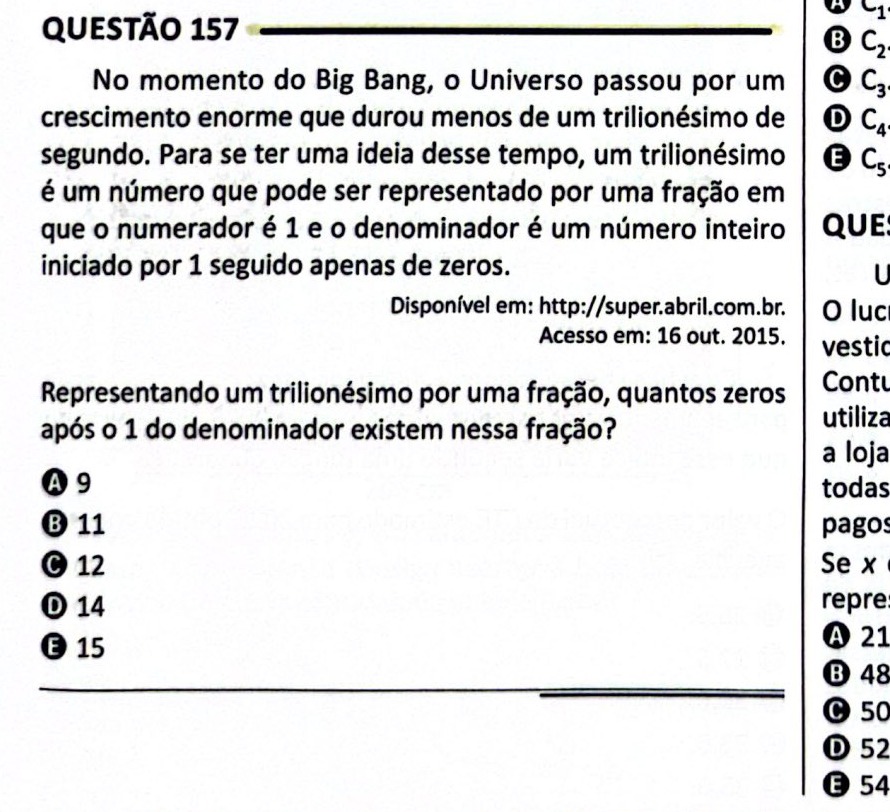 QUESTÃO 157
No momento do Big Bang, o Universo passou por um
crescimento enorme que durou menos de um trilionésimo de
segundo. Para se ter uma ideia desse tempo, um trilionésimo
é um número que pode ser representado por uma fração em
que o numerador é 1 e o denominador é um número inteiro
iniciado por 1 seguido apenas de zeros.
Disponível em: http://super.abril.com.br.
Acesso em: 16 out. 2015.
Representando um trilionésimo por uma fração, quantos zeros
após o 1 do denominador existem nessa fração?
A 9
B 11
C 12
D 14
E 15
A C₁.
B C₂.
C C₃.
D C₄.
E C₅.
QUES
U
O luc
vestid
Contu
utiliza
a loja
todas
pagos
Se x
repre
A 21
B 48
C 50
D 52
E 54